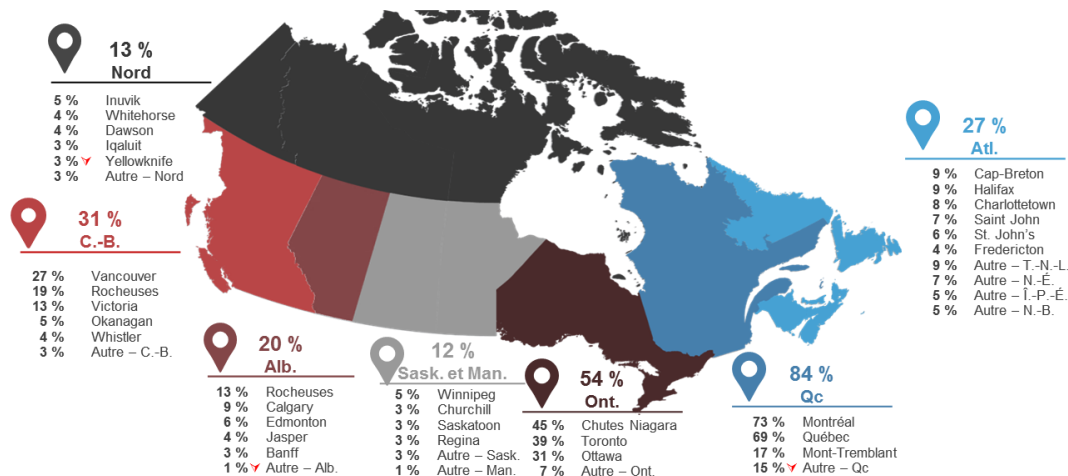 13 %
Nord
5 % Inuvik
4 % Whitehorse
4 % Dawson
3 % Iqaluit
3 % Yellowknife
3 % Autre – Nord
31 %
C.-B.
27 % Vancouver
19 % Rocheuses
13 % Victoria
5 % Okanagan
4 % Whistler
3 % Autre – C.-B.
20 %
Alb.
13 % Rocheuses
9 % Calgary
6 % Edmonton
4 % Jasper
3 % Banff
1 % Autre – Alb.
12 %
Sask. et Man.
5 % Winnipeg
3 % Churchill
3 % Saskatoon
3 % Regina
3 % Autre – Sask.
1 % Autre – Man.
54 %
Ont.
45 % Chutes Niagara
39 % Toronto
31 % Ottawa
7 % Autre – Ont.
84 %
Qc
73 % Montréal
69 % Québec
17 % Mont-Tremblant
15 % Autre – Qc
27 %
Atl.
9 % Cap-Breton
9 % Halifax
8 % Charlottetown
7 % Saint John
6 % St. John’s
4 % Fredericton
9 % Autre – T.-N.-L.
7 % Autre – N.-É.
5 % Autre – Î.-P.-É.
5 % Autre – N.-B.